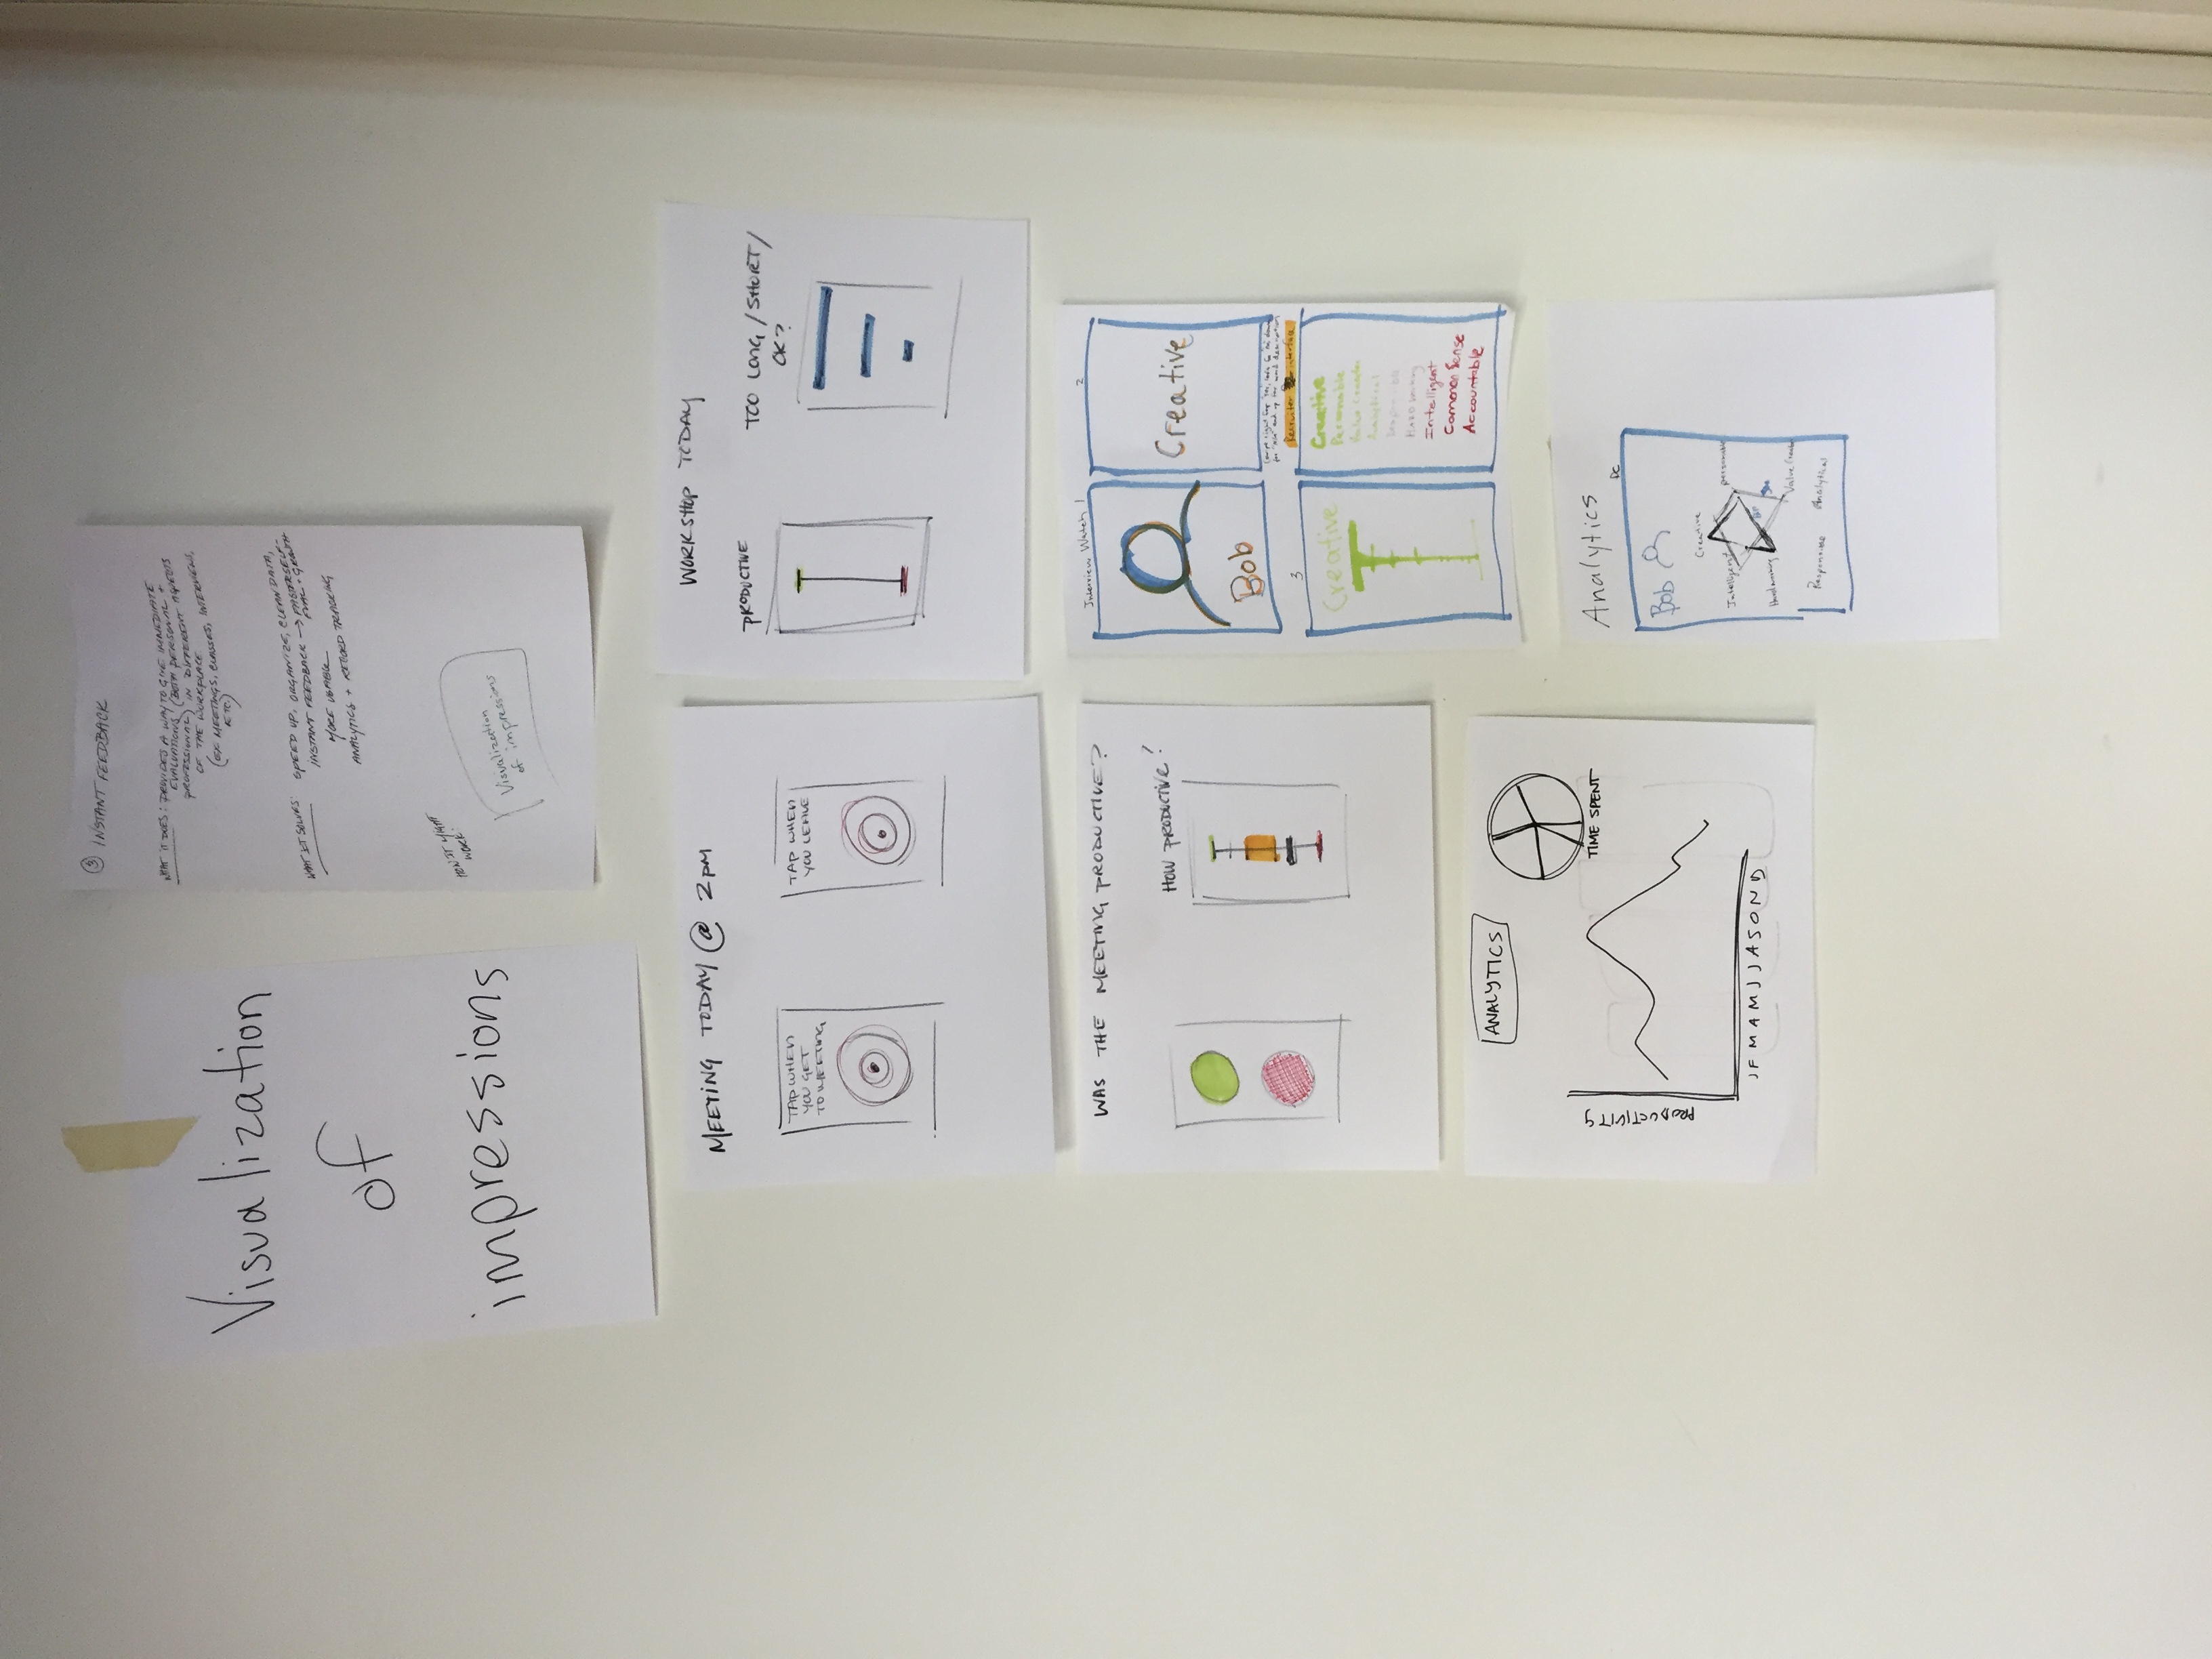 Visualization
of
impressions
③ INSTANT FEEDBACK
WHAT IT DOES: PROVIDES A WAY TO GIVE IMMEDIATE
EVALUATIONS (BOTH PERSONAL +
PROFESSIONAL) IN DIFFERENT ASPECTS
OF THE WORKPLACE
(EX MEETINGS, CLASSES, INTERVIEWS,
ETC.)
WHAT IT SOLVES: SPEED UP, ORGANIZE, CLEAN DATA,
INSTANT FEEDBACK → FASTER SELF-
EVAL + GROWTH
MORE USABLE
ANALYTICS + RECORD TRACKING
HOW IT MIGHT
WORK:
Visualization
of impressions
MEETING TODAY @ 2PM
TAP WHEN
YOU GET
TO MEETING
TAP WHEN
YOU LEAVE
WORKSHOP TODAY
PRODUCTIVE
TOO LONG / SHORT /
OK?
WAS THE MEETING PRODUCTIVE?
HOW PRODUCTIVE?
Interview Watch 1
Bob
2
Creative
Recruiter interface
3
Creative
Creative
Personable
Value Creator
Analytical
Responsible
Hard working
Intelligent
Common Sense
Accountable
ANALYTICS
TIME SPENT
PRODUCTIVITY
J F M A M J J A S O N D
Analytics
PC
Bob
Creative
Intelligent
personable
Hardworking
Value Creator
Responsible
Analytical